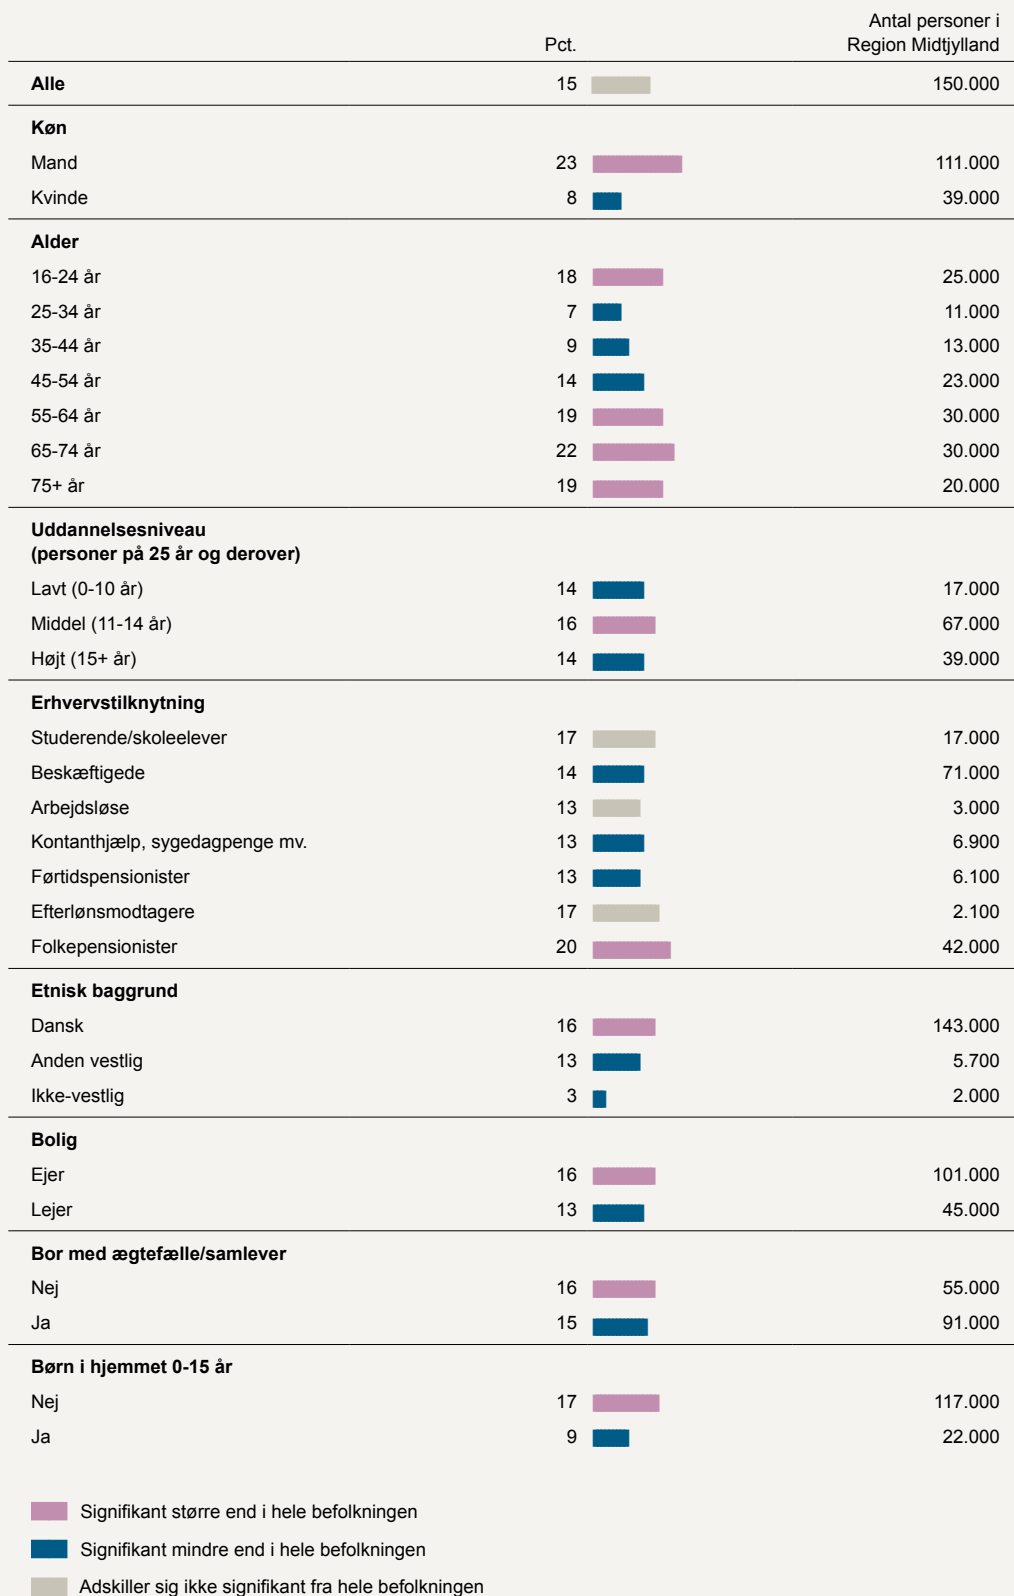 Antal personer i
Pct. Region Midtjylland
Alle 15 150.000
Køn
Mand 23 111.000
Kvinde 8 39.000
Alder
16-24 år 18 25.000
25-34 år 7 11.000
35-44 år 9 13.000
45-54 år 14 23.000
55-64 år 19 30.000
65-74 år 22 30.000
75+ år 19 20.000
Uddannelsesniveau
(personer på 25 år og derover)
Lavt (0-10 år) 14 17.000
Middel (11-14 år) 16 67.000
Højt (15+ år) 14 39.000
Erhvervstilknytning
Studerende/skoleelever 17 17.000
Beskæftigede 14 71.000
Arbejdsløse 13 3.000
Kontanthjælp, sygedagpenge mv. 13 6.900
Førtidspensionister 13 6.100
Efterlønsmodtagere 17 2.100
Folkepensionister 20 42.000
Etnisk baggrund
Dansk 16 143.000
Anden vestlig 13 5.700
Ikke-vestlig 3 2.000
Bolig
Ejer 16 101.000
Lejer 13 45.000
Bor med ægtefælle/samlever
Nej 16 55.000
Ja 15 91.000
Børn i hjemmet 0-15 år
Nej 17 117.000
Ja 9 22.000
Signifikant større end i hele befolkningen
Signifikant mindre end i hele befolkningen
Adskiller sig ikke signifikant fra hele befolkningen